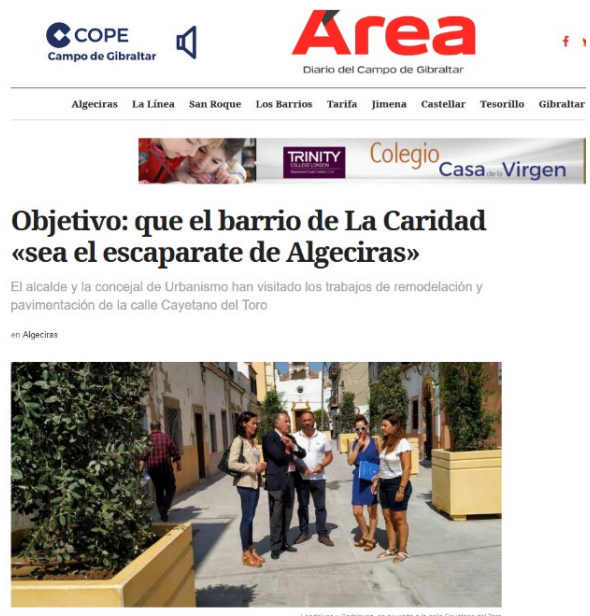 COPE
Campo de Gibraltar
Área
Diario del Campo de Gibraltar
Algeciras La Línea San Roque Los Barrios Tarifa Jimena Castellar Tesorillo Gibraltar
TRINITY
COLLEGE LONDON
Colegio
Casa de la Virgen
Objetivo: que el barrio de La Caridad
«sea el escaparate de Algeciras»
El alcalde y la concejal de Urbanismo han visitado los trabajos de remodelación y
pavimentación de la calle Cayetano del Toro
en Algeciras